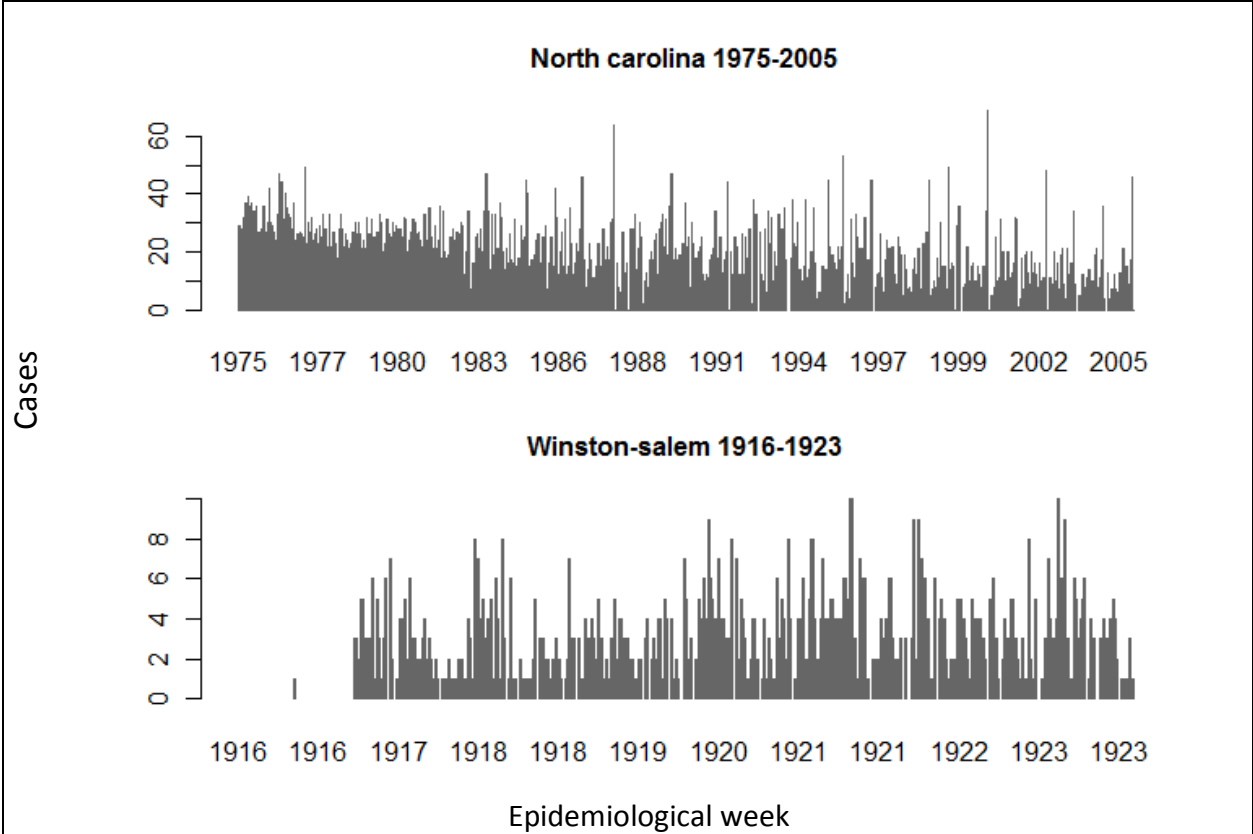 North carolina 1975-2005
60
40
20
0
1975 1977 1980 1983 1986 1988 1991 1994 1997 1999 2002 2005
Cases
Winston-salem 1916-1923
8
6
4
2
0
1916 1916 1917 1918 1918 1919 1920 1921 1921 1922 1923 1923
Epidemiological week